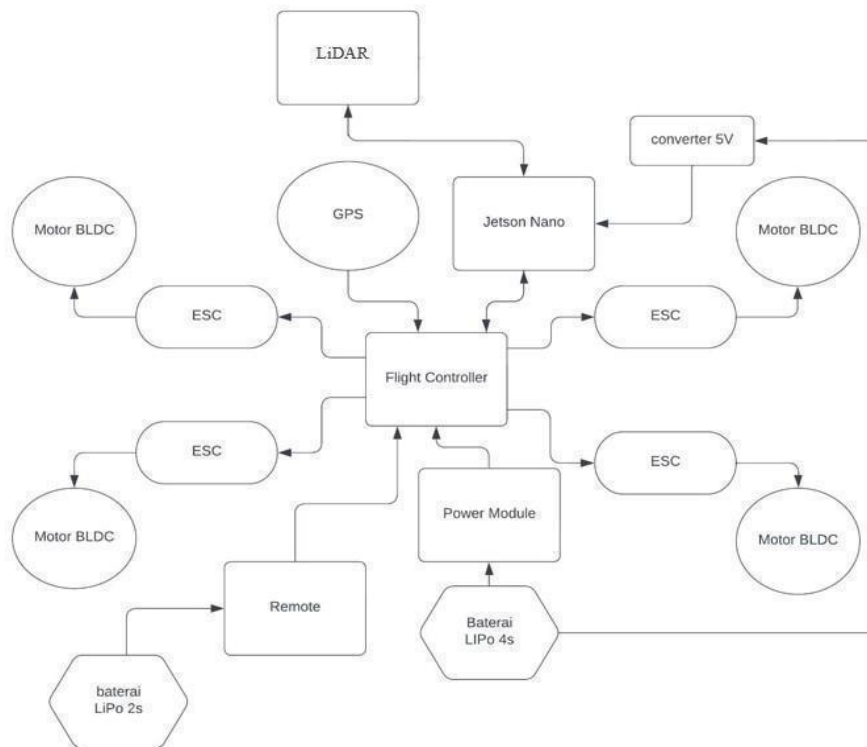 LiDAR
converter 5V
GPS
Jetson Nano
Motor BLDC
Motor BLDC
ESC
ESC
Flight Controller
ESC
ESC
Power Module
Motor BLDC
Motor BLDC
Remote
Baterai
LIPo 4s
baterai
LiPo 2s